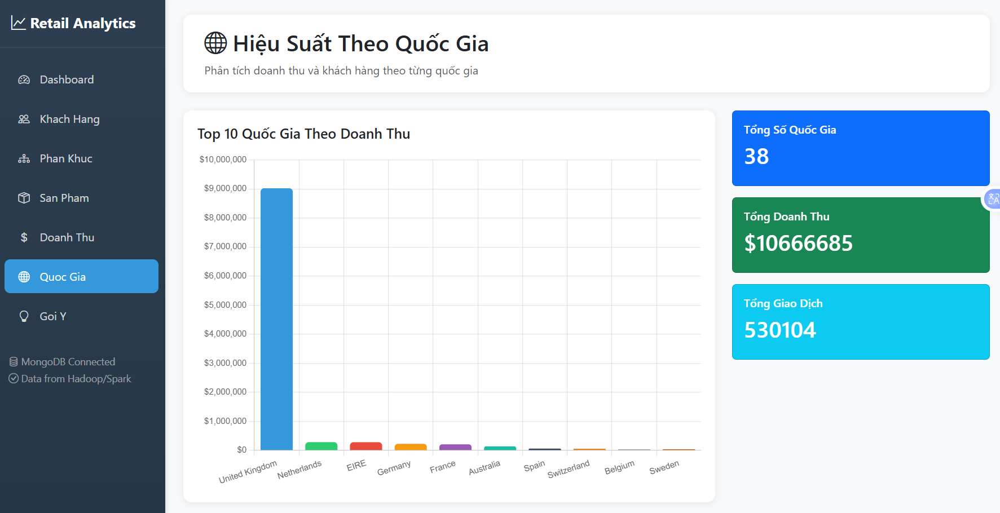 Retail Analytics
Dashboard
Khach Hang
Phan Khuc
San Pham
$ Doanh Thu
Quoc Gia
Goi Y
MongoDB Connected
Data from Hadoop/Spark
Hiệu Suất Theo Quốc Gia
Phân tích doanh thu và khách hàng theo từng quốc gia
Top 10 Quốc Gia Theo Doanh Thu
$10,000,000
$9,000,000
$8,000,000
$7,000,000
$6,000,000
$5,000,000
$4,000,000
$3,000,000
$2,000,000
$1,000,000
$0
United Kingdom
Netherlands
EIRE
Germany
France
Australia
Spain
Switzerland
Belgium
Sweden
Tổng Số Quốc Gia
38
Tổng Doanh Thu
$10666685
Tổng Giao Dịch
530104